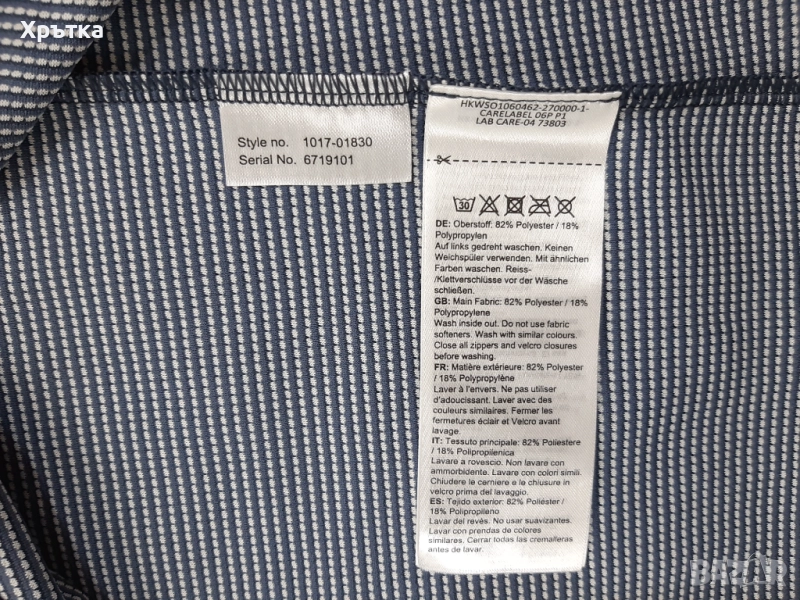 Хрътка
Style no. 1017-01830
Serial No. 6719101
HKWSO1060462-270000-1-
CARELABEL 06P P1
LAB CARE-04 73803
30
DE: Oberstoff: 82% Polyester / 18%
Polypropylen
Auf links gedreht waschen. Keinen
Weichspüler verwenden. Mit ähnlichen
Farben waschen. Reiss-
/Klettverschlüsse vor der Wäsche
schließen.
GB: Main Fabric: 82% Polyester / 18%
Polypropylene
Wash inside out. Do not use fabric
softeners. Wash with similar colours.
Close all zippers and velcro closures
before washing.
FR: Matière extérieure: 82% Polyester
/ 18% Polypropylène
Laver à l'envers. Ne pas utiliser
d'adoucissant. Laver avec des
couleurs similaires. Fermer les
fermetures éclair et Velcro avant
lavage.
IT: Tessuto principale: 82% Poliestere
/ 18% Polipropilenica
Lavare a rovescio. Non lavare con
ammorbidente. Lavare con colori simili.
Chiudere le cerniere e la chiusure in
velcro prima del lavaggio.
ES: Tejido exterior: 82% Poliéster /
18% Polipropileno
Lavar del revés. No usar suavizantes.
Lavar con prendas de colores
similares. Cerrar todas las cremalleras
antes de lavar.
BAZAR